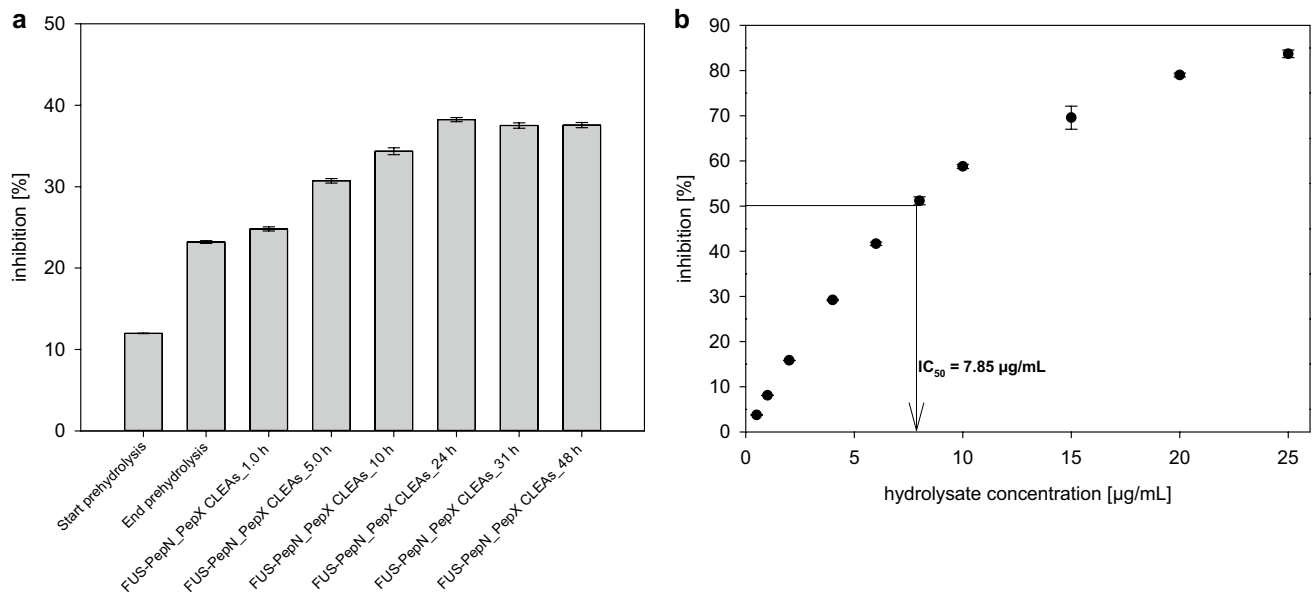 a
50
40
30
20
10
0
inhibition [%]
Start prehydrolysis
End prehydrolysis
FUS-PepN_PepX CLEAs_1.0 h
FUS-PepN_PepX CLEAs_5.0 h
FUS-PepN_PepX CLEAs_10 h
FUS-PepN_PepX CLEAs_24 h
FUS-PepN_PepX CLEAs_31 h
FUS-PepN_PepX CLEAs_48 h
b
90
80
70
60
50
40
30
20
10
0
inhibition [%]
IC50 = 7.85 µg/mL
0 5 10 15 20 25
hydrolysate concentration [µg/mL]